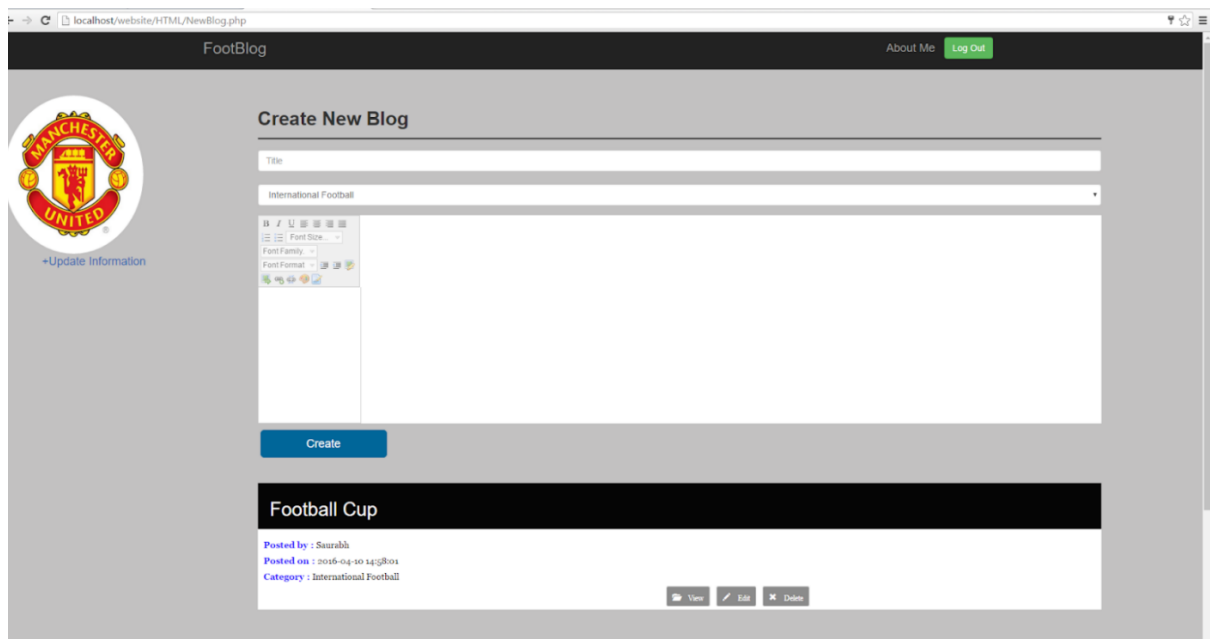 localhost/website/HTML/NewBlog.php
FootBlog
About Me
Log Out
MANCHESTER
UNITED
®
+Update Information
Create New Blog
Title
International Football
B I U
Font Size...
Font Family.
Font Format
Create
Football Cup
Posted by : Saurabh
Posted on : 2016-04-10 14:58:01
Category : International Football
View Edit Delete